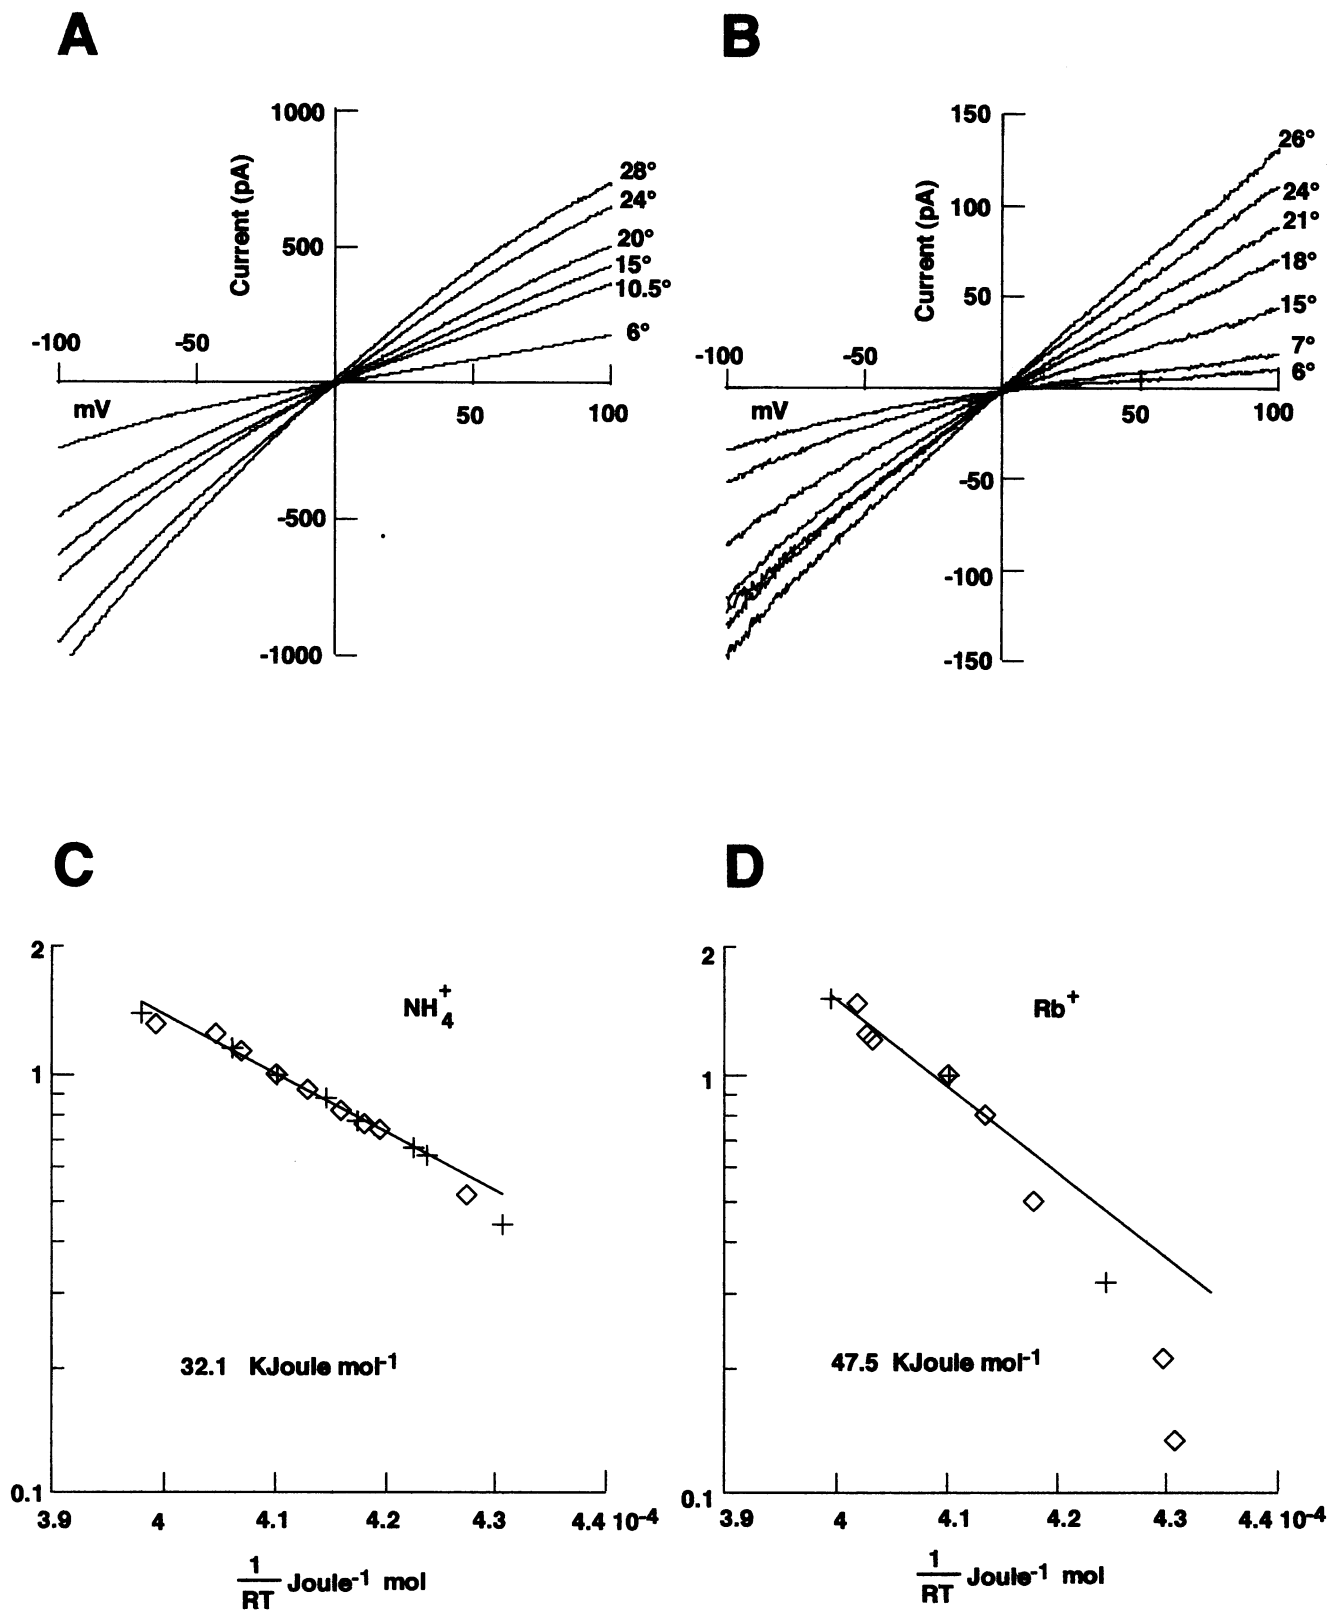 A
1000
500
-500
-1000
Current (pA)
-100
-50
50
100
mV
28°
24°
20°
15°
10.5°
6°
B
150
100
50
-50
-100
-150
Current (pA)
-100
-50
50
100
mV
26°
24°
21°
18°
15°
7°
6°
C
2
1
0.1
NH₄⁺
32.1 KJoule mol⁻¹
3.9 4 4.1 4.2 4.3 4.4 10⁻⁴
1
RT
Joule⁻¹ mol
D
2
1
0.1
Rb⁺
47.5 KJoule mol⁻¹
3.9 4 4.1 4.2 4.3 4.4 10⁻⁴
1
RT
Joule⁻¹ mol